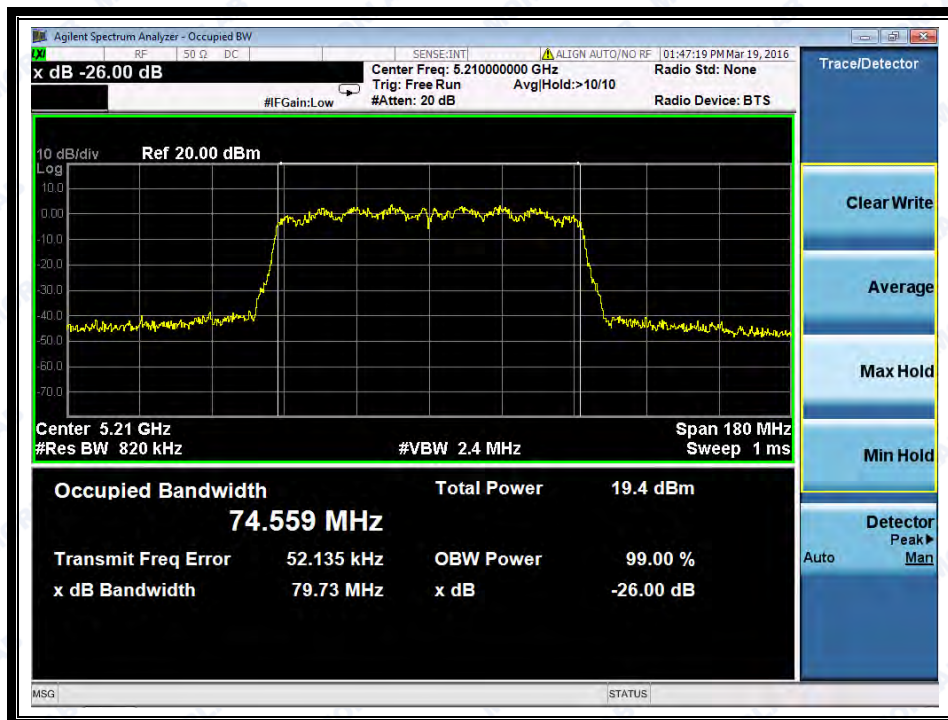 Agilent Spectrum Analyzer - Occupied BW
LXI RF 50 Ω DC SENSE:INT ALIGN AUTO/NO RF 01:47:19 PM Mar 19, 2016
x dB -26.00 dB
Center Freq: 5.210000000 GHz Radio Std: None
Trig: Free Run Avg|Hold:>10/10
#IFGain:Low #Atten: 20 dB Radio Device: BTS
Trace/Detector
10 dB/div Ref 20.00 dBm
Log
10.0
0.00
-10.0
-20.0
-30.0
-40.0
-50.0
-60.0
-70.0
Center 5.21 GHz Span 180 MHz
#Res BW 820 kHz #VBW 2.4 MHz Sweep 1 ms
Occupied Bandwidth Total Power 19.4 dBm
74.559 MHz
Transmit Freq Error 52.135 kHz OBW Power 99.00 %
x dB Bandwidth 79.73 MHz x dB -26.00 dB
Clear Write
Average
Max Hold
Min Hold
Detector
Peak▶
Auto Man
MSG STATUS